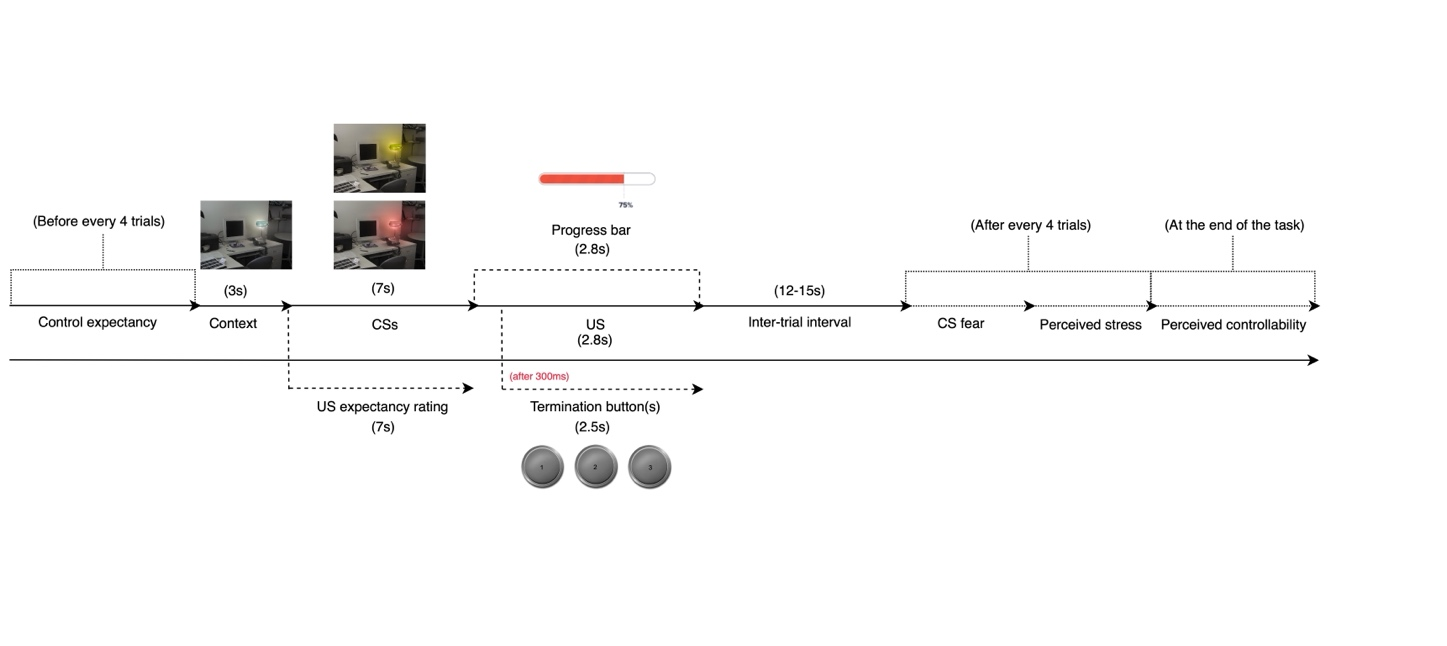 75%
Progress bar
(2.8s)
(Before every 4 trials)
(After every 4 trials)
(At the end of the task)
(3s)
(7s)
(12-15s)
Control expectancy
Context
CSs
US
(2.8s)
Inter-trial interval
CS fear
Perceived stress
Perceived controllability
(after 300ms)
US expectancy rating
(7s)
Termination button(s)
(2.5s)
1
2
3